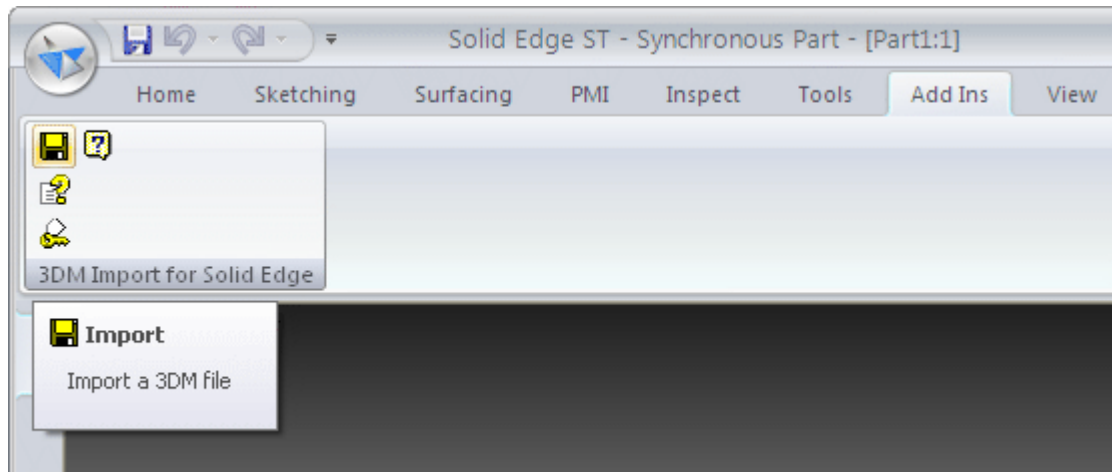 Solid Edge ST - Synchronous Part - [Part1:1]
Home Sketching Surfacing PMI Inspect Tools Add Ins View
3DM Import for Solid Edge
Import
Import a 3DM file